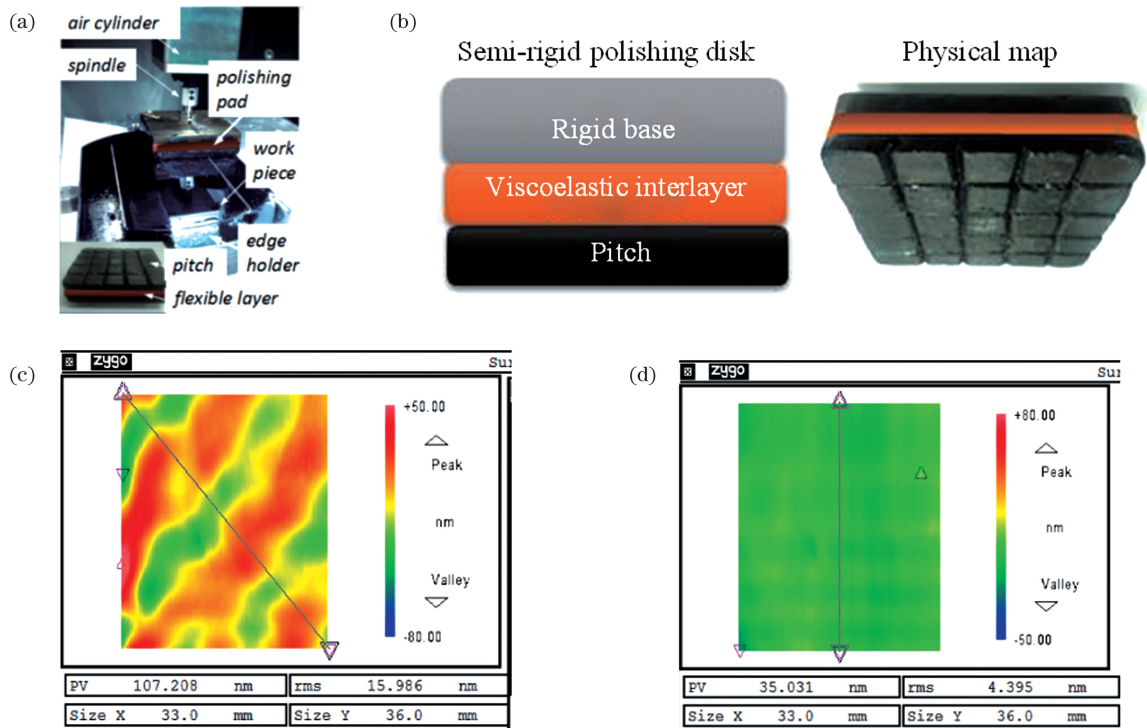 (a)
air cylinder
spindle
polishing
pad
work
piece
edge
holder
pitch
flexible layer
(b)
Semi-rigid polishing disk
Physical map
Rigid base
Viscoelastic interlayer
Pitch
(c)
zygo
+50.00
Peak
nm
Valley
-80.00
PV 107.208 nm rms 15.986 nm
Size X 33.0 mm Size Y 36.0 mm
(d)
zygo
+80.00
Peak
nm
Valley
-50.00
PV 35.031 nm rms 4.395 nm
Size X 33.0 mm Size Y 36.0 mm